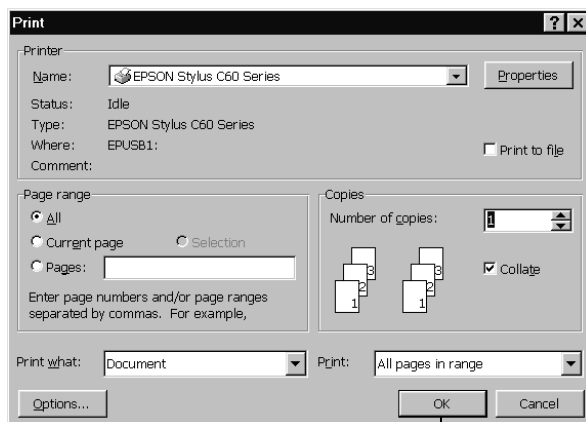 Print
Printer
Name: EPSON Stylus C60 Series Properties
Status: Idle
Type: EPSON Stylus C60 Series
Where: EPUSB1: Print to file
Comment:
Page range
All
Current page Selection
Pages:
Enter page numbers and/or page ranges
separated by commas. For example,
Copies
Number of copies: 1
3 3
2 2
1 1
Collate
Print what: Document Print: All pages in range
Options... OK Cancel